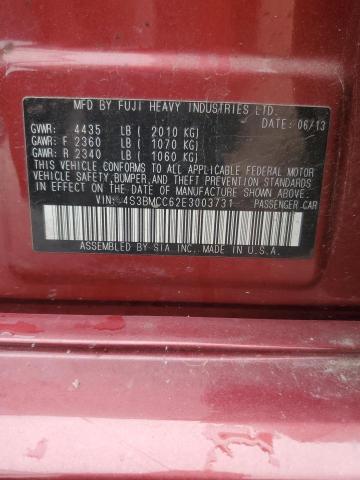 MFD BY FUJI HEAVY INDUSTRIES LTD.
DATE: 06/13
GVWR: 4435 LB ( 2010 KG)
GAWR: F 2360 LB ( 1070 KG)
GAWR: R 2340 LB ( 1060 KG)
THIS VEHICLE CONFORMS TO ALL APPLICABLE FEDERAL MOTOR
VEHICLE SAFETY, BUMPER, AND THEFT PREVENTION STANDARDS
IN EFFECT ON THE DATE OF MANUFACTURE SHOWN ABOVE.
VIN: 4S3BMCC62E3003731 PASSENGER CAR
ASSEMBLED BY SIA INC. MADE IN U.S.A.